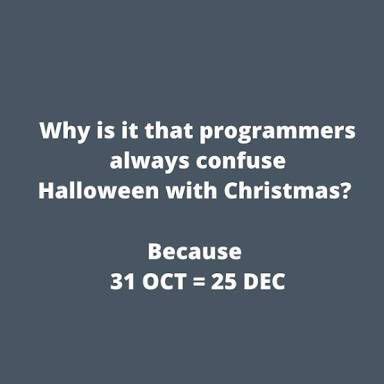 Why is it that programmers
always confuse
Halloween with Christmas?
Because
31 OCT = 25 DEC